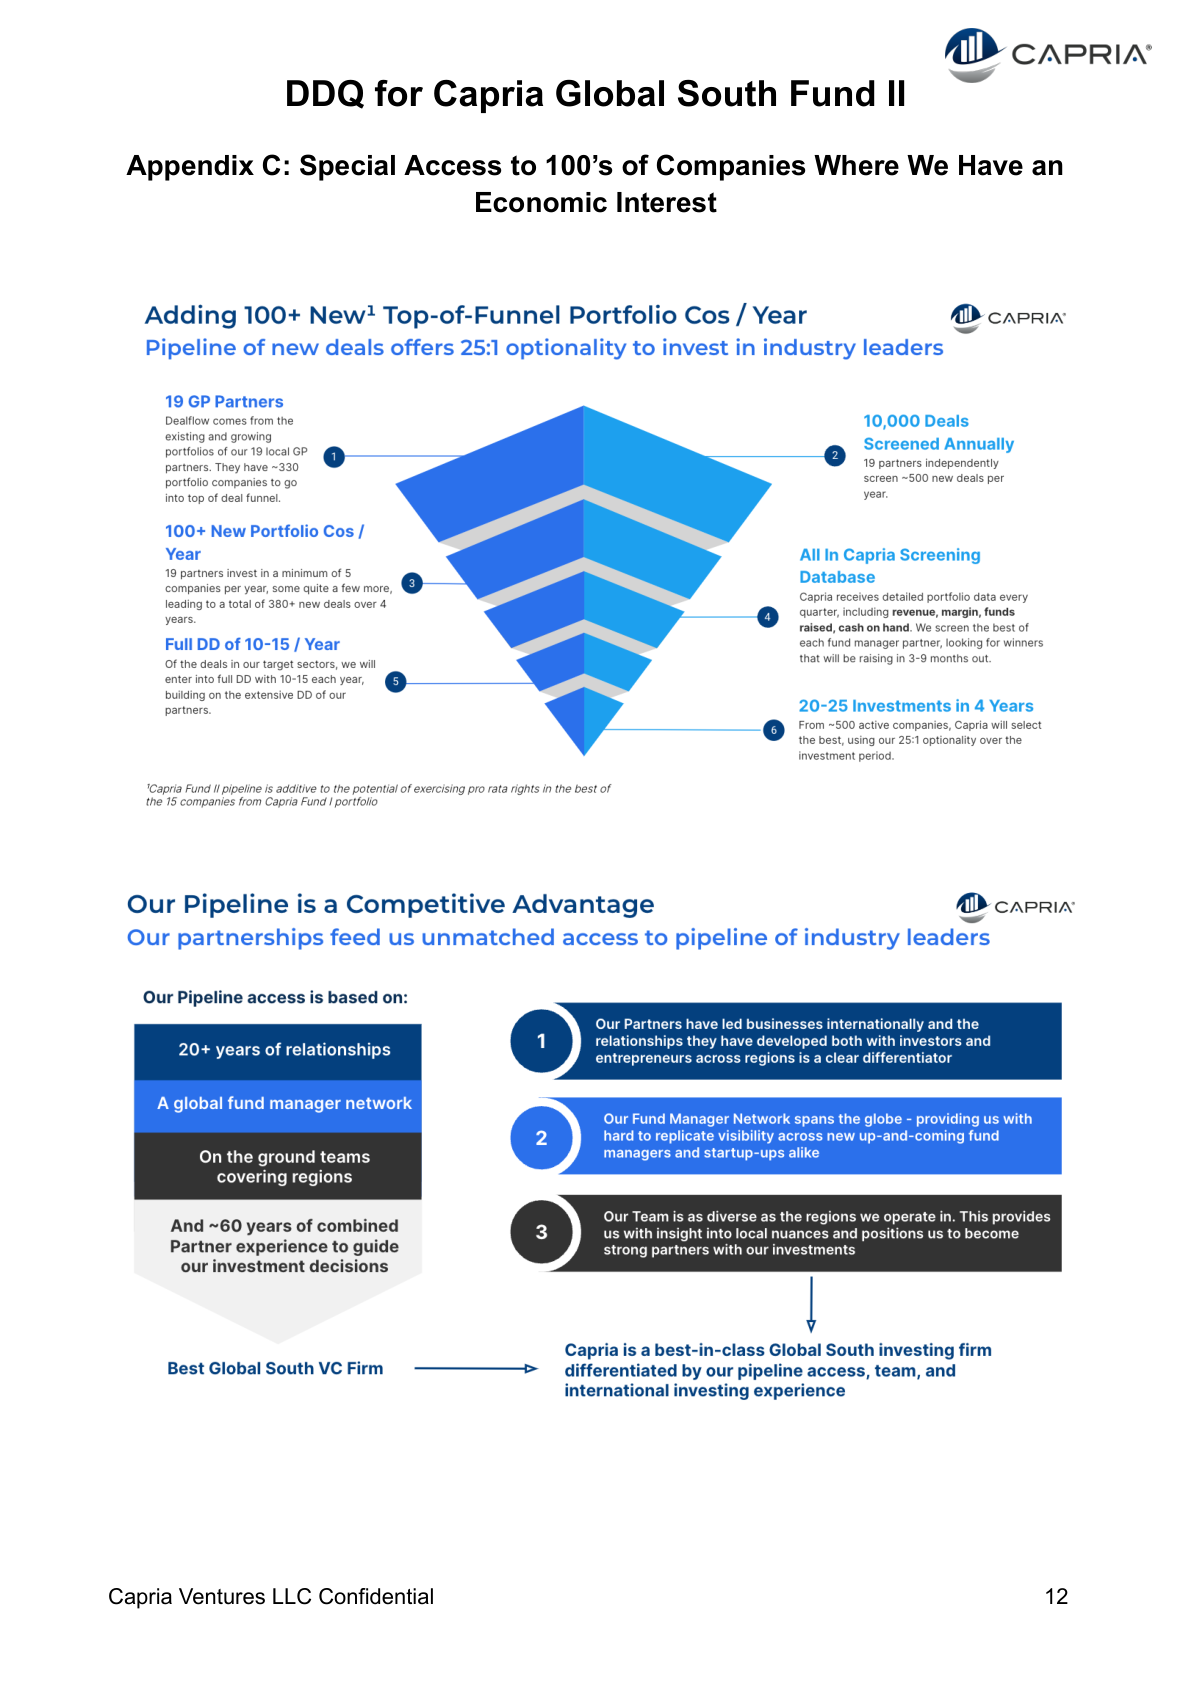 CAPRIA®
DDQ for Capria Global South Fund II
Appendix C: Special Access to 100’s of Companies Where We Have an
Economic Interest
Adding 100+ New¹ Top-of-Funnel Portfolio Cos / Year
CAPRIA®
Pipeline of new deals offers 25:1 optionality to invest in industry leaders
19 GP Partners
Dealflow comes from the
existing and growing
portfolios of our 19 local GP
partners. They have ~330
portfolio companies to go
into top of deal funnel.
1
2
10,000 Deals
Screened Annually
19 partners independently
screen ~500 new deals per
year.
100+ New Portfolio Cos /
Year
19 partners invest in a minimum of 5
companies per year, some quite a few more,
leading to a total of 380+ new deals over 4
years.
3
4
All In Capria Screening
Database
Capria receives detailed portfolio data every
quarter, including revenue, margin, funds
raised, cash on hand. We screen the best of
each fund manager partner, looking for winners
that will be raising in 3-9 months out.
Full DD of 10-15 / Year
Of the deals in our target sectors, we will
enter into full DD with 10-15 each year,
building on the extensive DD of our
partners.
5
6
20-25 Investments in 4 Years
From ~500 active companies, Capria will select
the best, using our 25:1 optionality over the
investment period.
¹Capria Fund II pipeline is additive to the potential of exercising pro rata rights in the best of
the 15 companies from Capria Fund I portfolio
Our Pipeline is a Competitive Advantage
CAPRIA®
Our partnerships feed us unmatched access to pipeline of industry leaders
Our Pipeline access is based on:
20+ years of relationships
A global fund manager network
On the ground teams
covering regions
And ~60 years of combined
Partner experience to guide
our investment decisions
Best Global South VC Firm
1
Our Partners have led businesses internationally and the
relationships they have developed both with investors and
entrepreneurs across regions is a clear differentiator
2
Our Fund Manager Network spans the globe - providing us with
hard to replicate visibility across new up-and-coming fund
managers and startup-ups alike
3
Our Team is as diverse as the regions we operate in. This provides
us with insight into local nuances and positions us to become
strong partners with our investments
Capria is a best-in-class Global South investing firm
differentiated by our pipeline access, team, and
international investing experience
Capria Ventures LLC Confidential
12